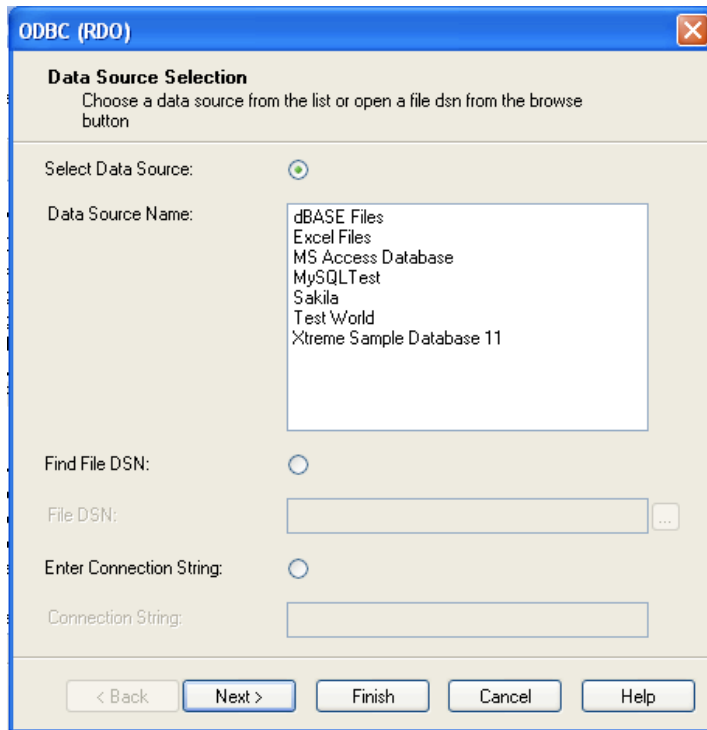 ODBC (RDO)
Data Source Selection
Choose a data source from the list or open a file dsn from the browse
button
Select Data Source:
Data Source Name:
dBASE Files
Excel Files
MS Access Database
MySQLTest
Sakila
Test World
Xtreme Sample Database 11
Find File DSN:
File DSN:
...
Enter Connection String:
Connection String:
< Back Next > Finish Cancel Help